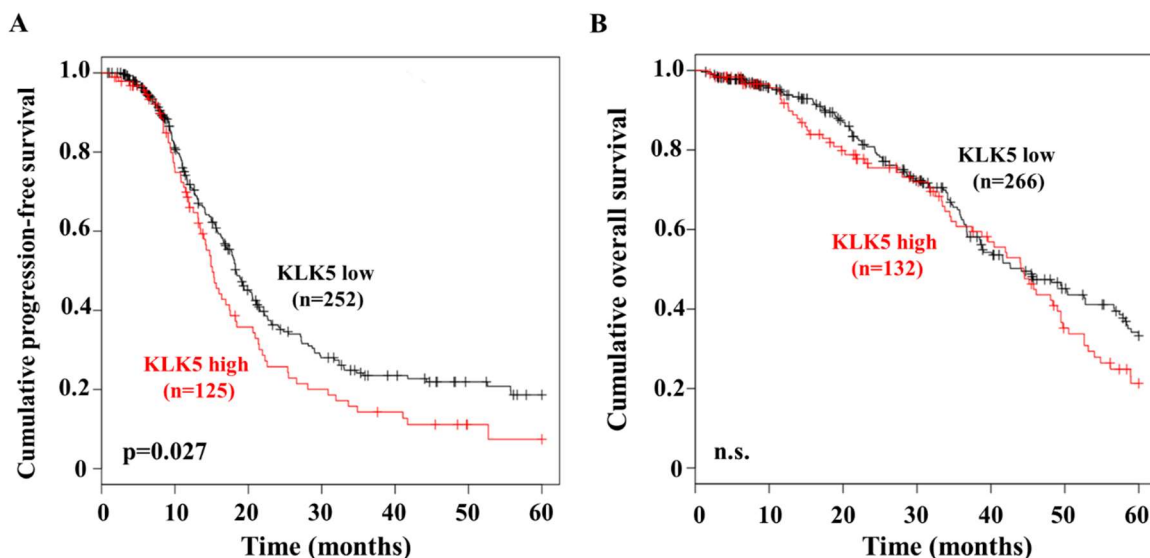 A
Cumulative progression-free survival
1.0
0.8
0.6
0.4
0.2
0
KLK5 low
(n=252)
KLK5 high
(n=125)
p=0.027
0
10
20
30
40
50
60
Time (months)
B
Cumulative overall survival
1.0
0.8
0.6
0.4
0.2
0
KLK5 low
(n=266)
KLK5 high
(n=132)
n.s.
0
10
20
30
40
50
60
Time (months)